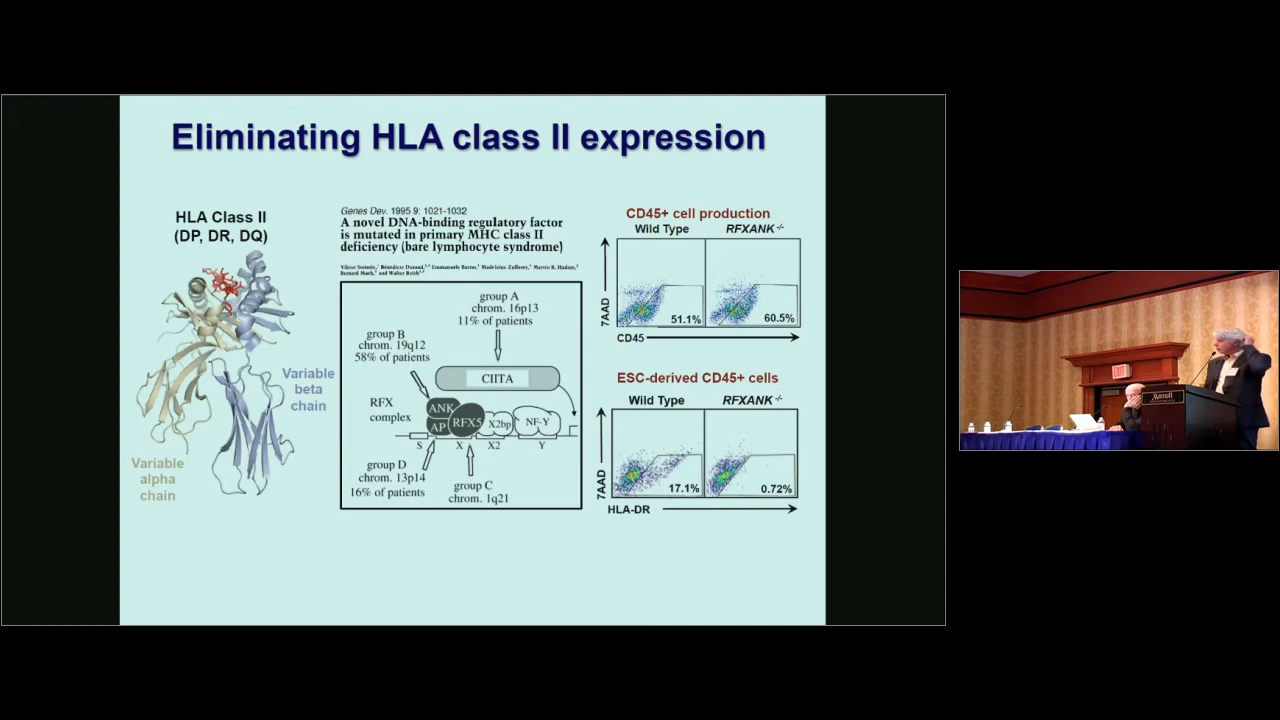 Eliminating HLA class II expression
HLA Class II
(DP, DR, DQ)
Variable
beta
chain
Variable
alpha
chain
Genes Dev. 1995 9: 1021-1032
A novel DNA-binding regulatory factor
is mutated in primary MHC class II
deficiency (bare lymphocyte syndrome)
group A
chrom. 16p13
11% of patients
group B
chrom. 19q12
58% of patients
CIITA
RFX
complex
ANK
AP
RFX5
X2bp
NF-Y
S
X
X2
Y
group D
chrom. 13p14
16% of patients
group C
chrom. 1q21
CD45+ cell production
Wild Type
RFXANK -/-
7AAD
51.1%
60.5%
CD45
ESC-derived CD45+ cells
Wild Type
RFXANK -/-
7AAD
17.1%
0.72%
HLA-DR
EXIT
Marriott